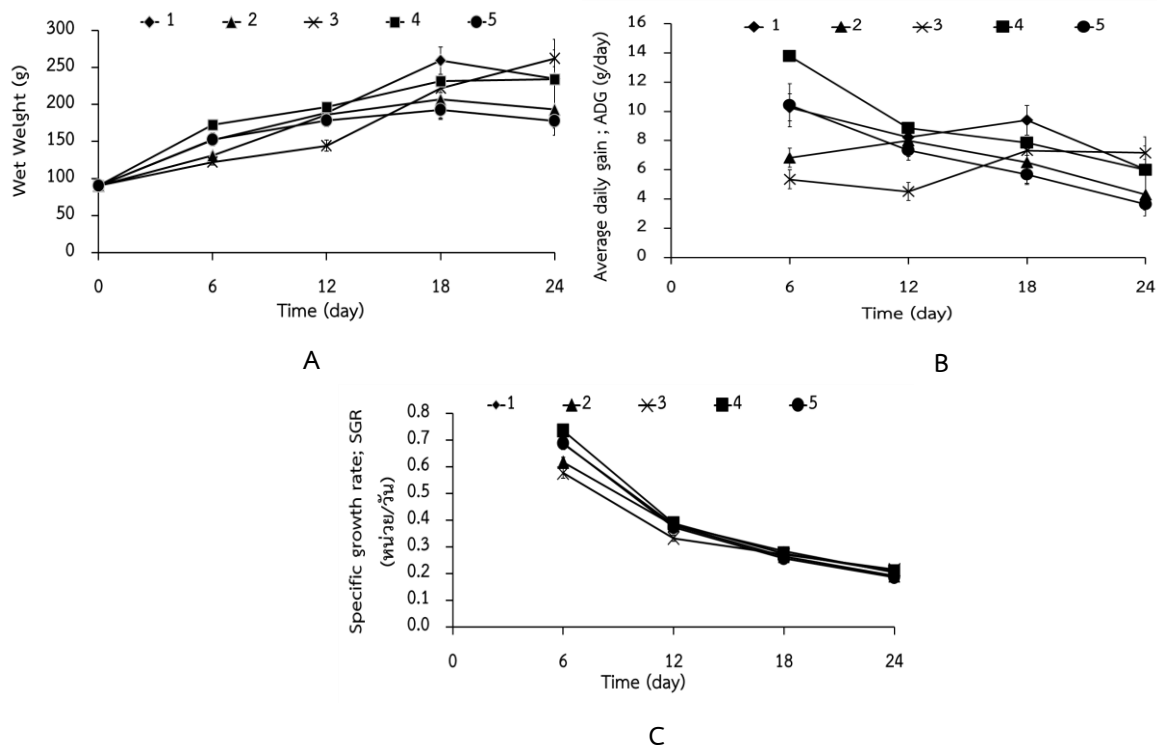 1 2 3 4 5
300
250
200
150
100
50
0
Wet Weight (g)
0 6 12 18 24
Time (day)
A
1 2 3 4 5
16
14
12
10
8
6
4
2
0
Average daily gain ; ADG (g/day)
0 6 12 18 24
Time (day)
B
1 2 3 4 5
0.8
0.7
0.6
0.5
0.4
0.3
0.2
0.1
0.0
Specific growth rate; SGR
(หน่วย/วัน)
0 6 12 18 24
Time (day)
C